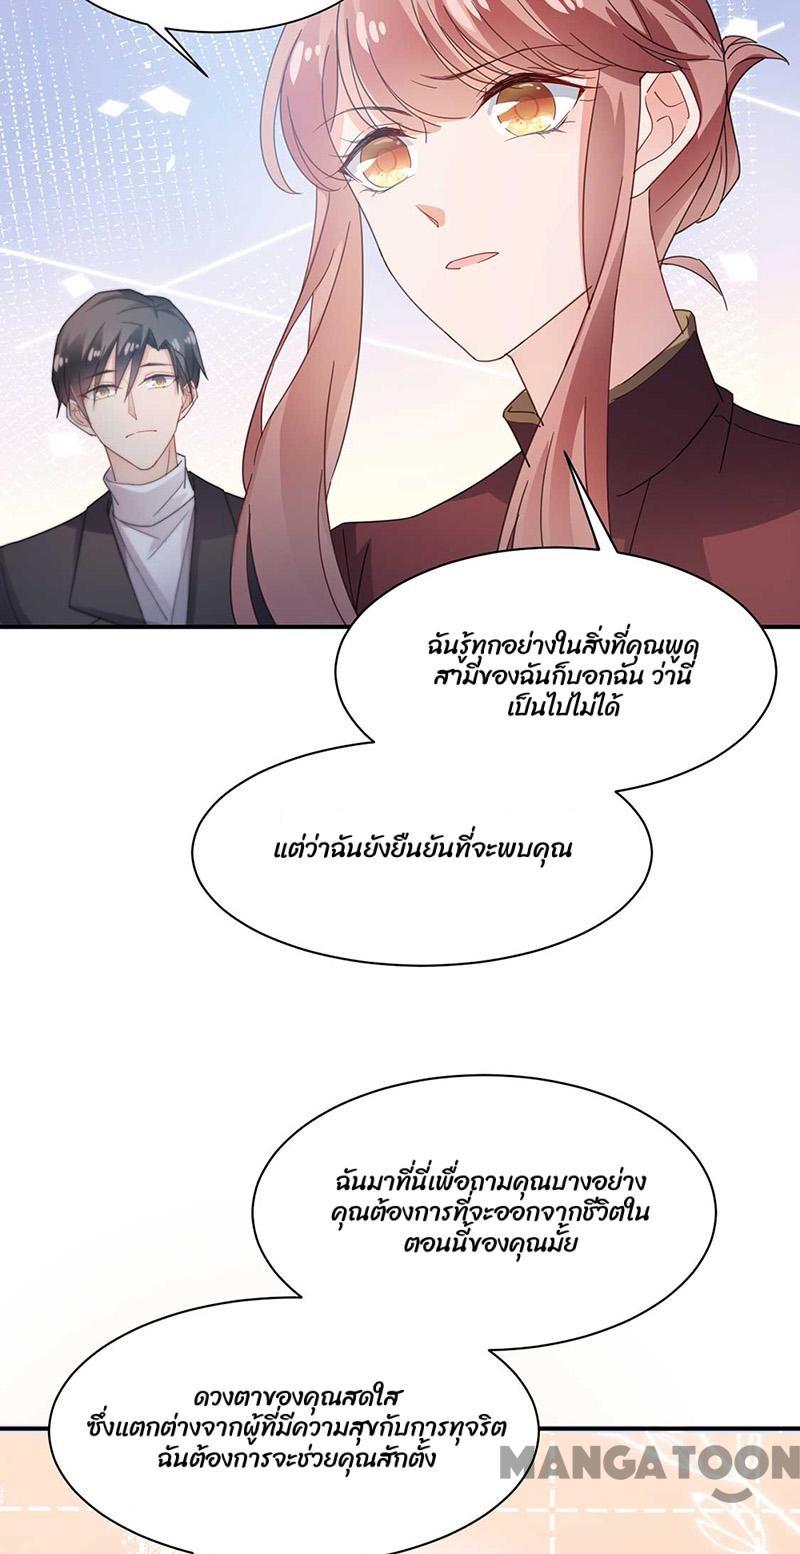 ฉันรู้ทุกอย่างในสิ่งที่คุณพูด
สามีของฉันก็บอกฉัน ว่านี่
เป็นไปไม่ได้
แต่ว่าฉันยังยืนยันที่จะพบคุณ
ฉันมาที่นี่เพื่อถามคุณบางอย่าง
คุณต้องการที่จะออกจากชีวิตใน
ตอนนี้ของคุณมั้ย
ดวงตาของคุณสดใส
ซึ่งแตกต่างจากผู้ที่มีความสุขกับการทุจริต
ฉันต้องการจะช่วยคุณสักตั้ง
MANGATOON